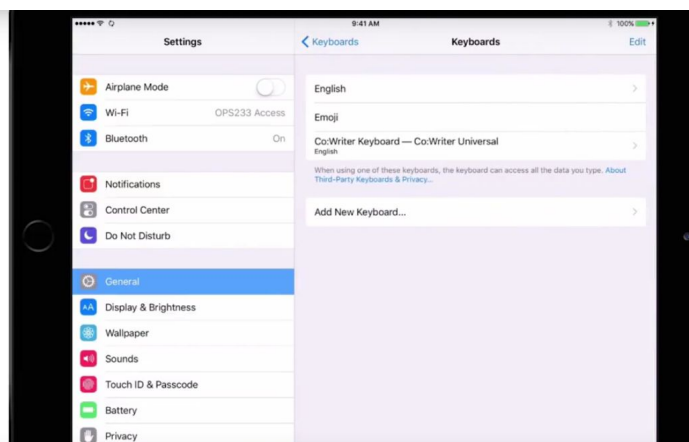 9:41 AM
100%
Settings
Keyboards
Keyboards
Edit
Airplane Mode
Wi-Fi
OPS233 Access
Bluetooth
On
Notifications
Control Center
Do Not Disturb
General
Display & Brightness
Wallpaper
Sounds
Touch ID & Passcode
Battery
Privacy
English
Emoji
Co:Writer Keyboard — Co:Writer Universal
English
When using one of these keyboards, the keyboard can access all the data you type. About
Third-Party Keyboards & Privacy...
Add New Keyboard...